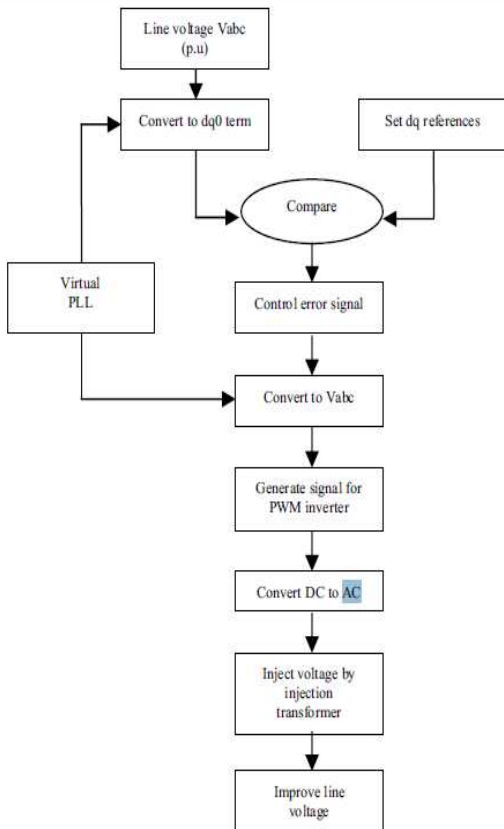 Line voltage Vabc
(p.u)
Convert to dq0 term
Set dq references
Compare
Virtual
PLL
Control error signal
Convert to Vabc
Generate signal for
PWM inverter
Convert DC to AC
Inject voltage by
injection
transformer
Improve line
voltage